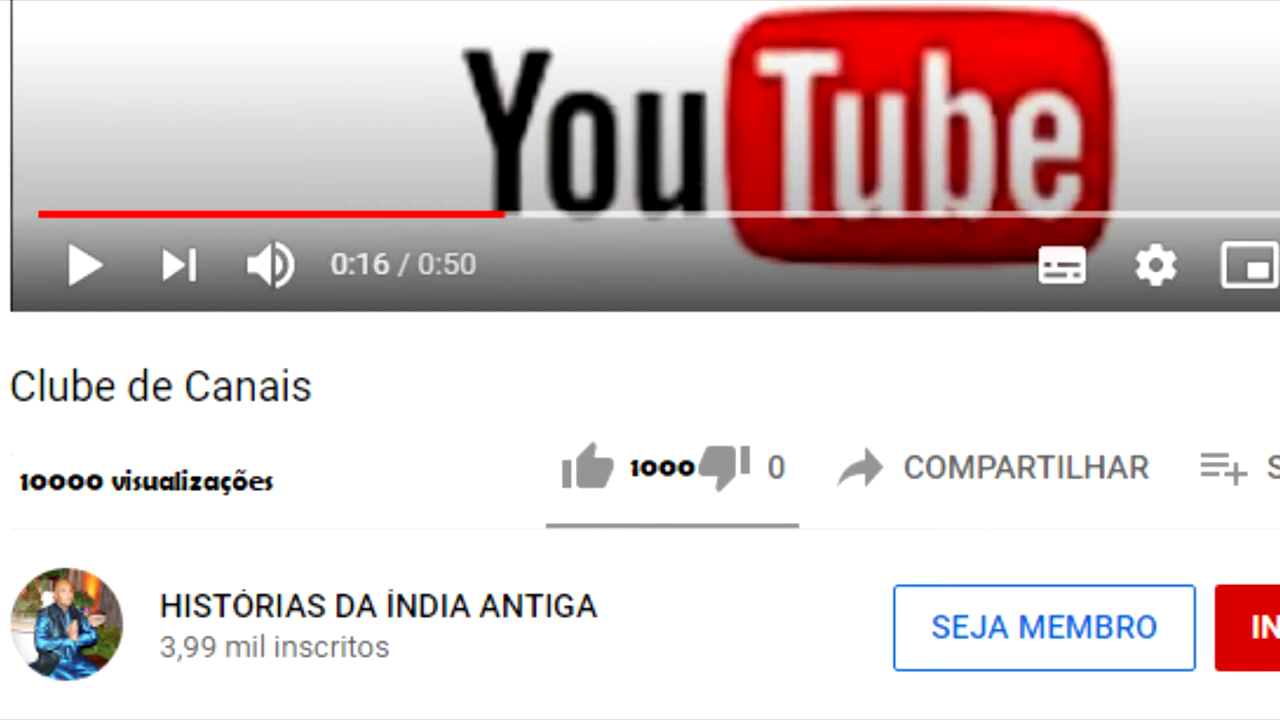 YouTube
0:16 / 0:50
Clube de Canais
10000 visualizações
1000 0 COMPARTILHAR S
HISTÓRIAS DA ÍNDIA ANTIGA
3,99 mil inscritos
SEJA MEMBRO
IN